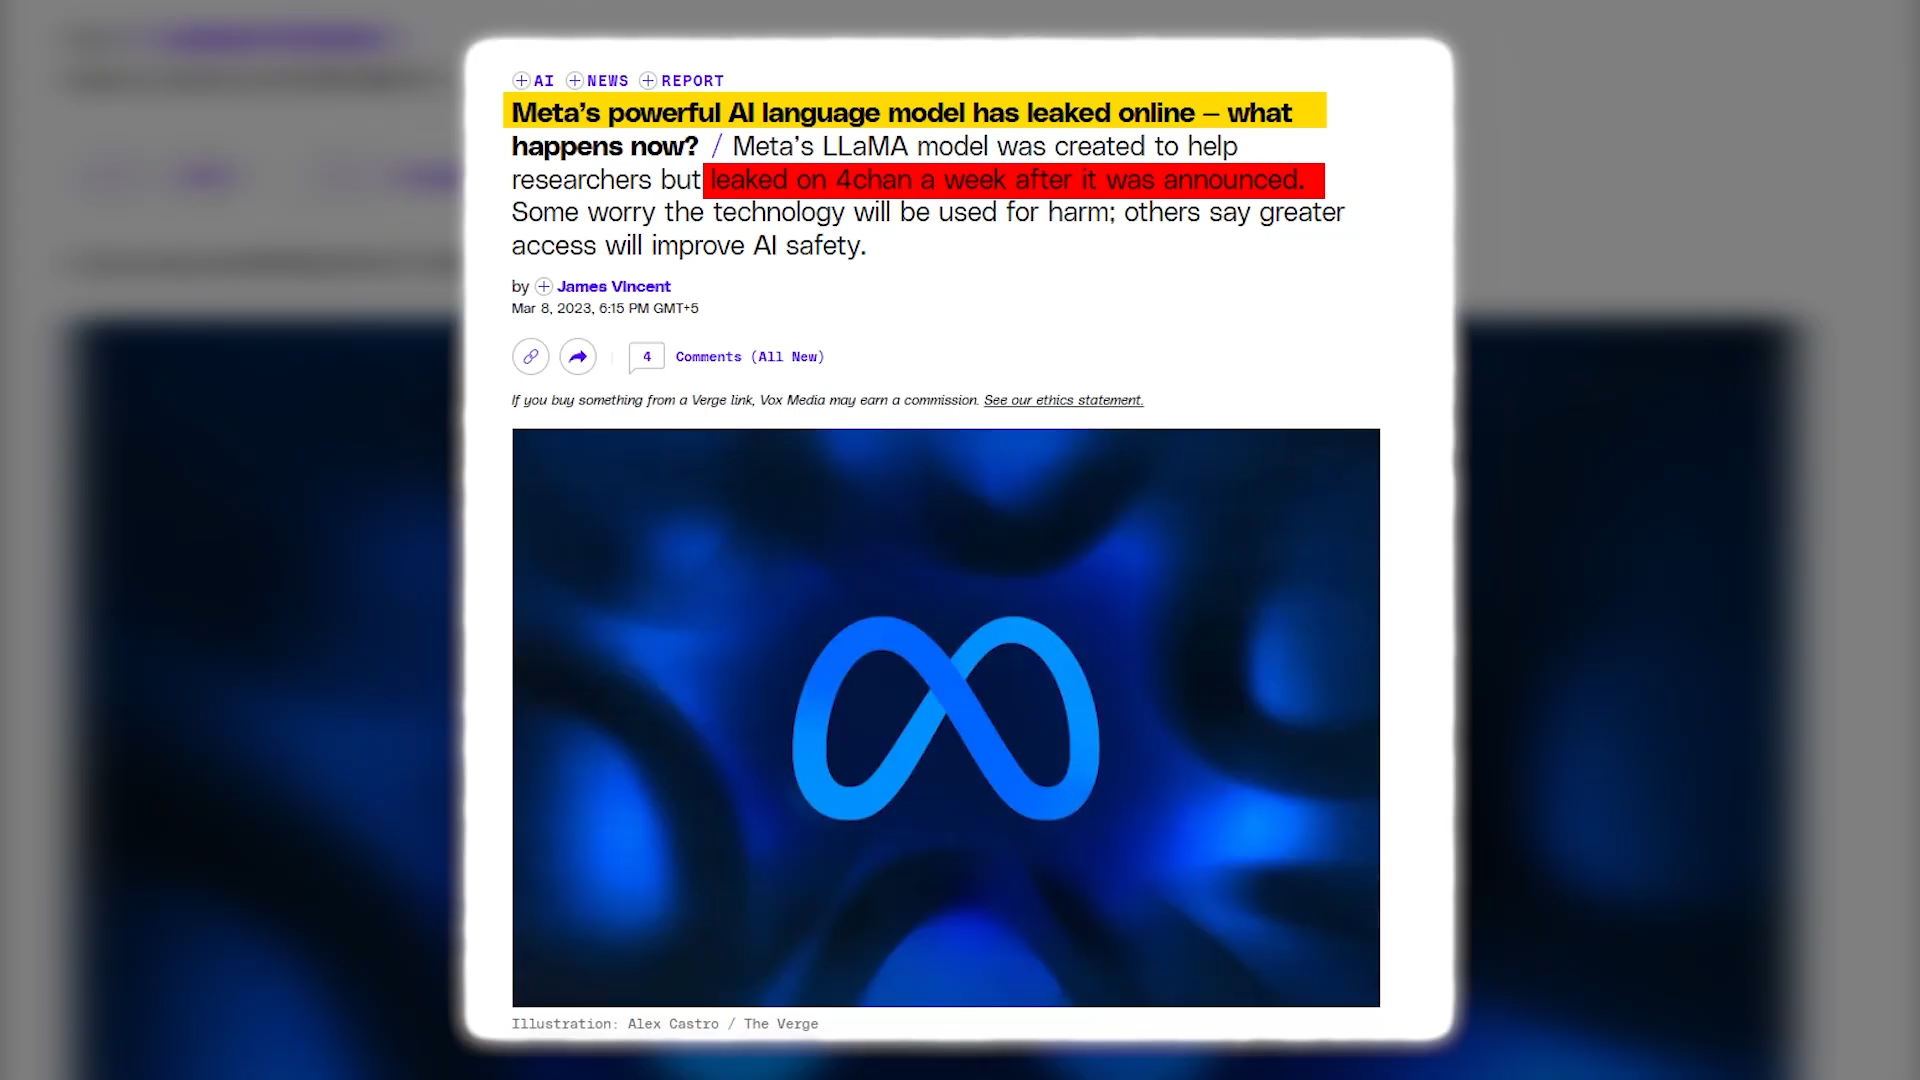 AI NEWS REPORT
Meta’s powerful AI language model has leaked online — what
happens now? / Meta’s LLaMA model was created to help
researchers but leaked on 4chan a week after it was announced.
Some worry the technology will be used for harm; others say greater
access will improve AI safety.
by James Vincent
Mar 8, 2023, 6:15 PM GMT+5
4 Comments (All New)
If you buy something from a Verge link, Vox Media may earn a commission. See our ethics statement.
Illustration: Alex Castro / The Verge